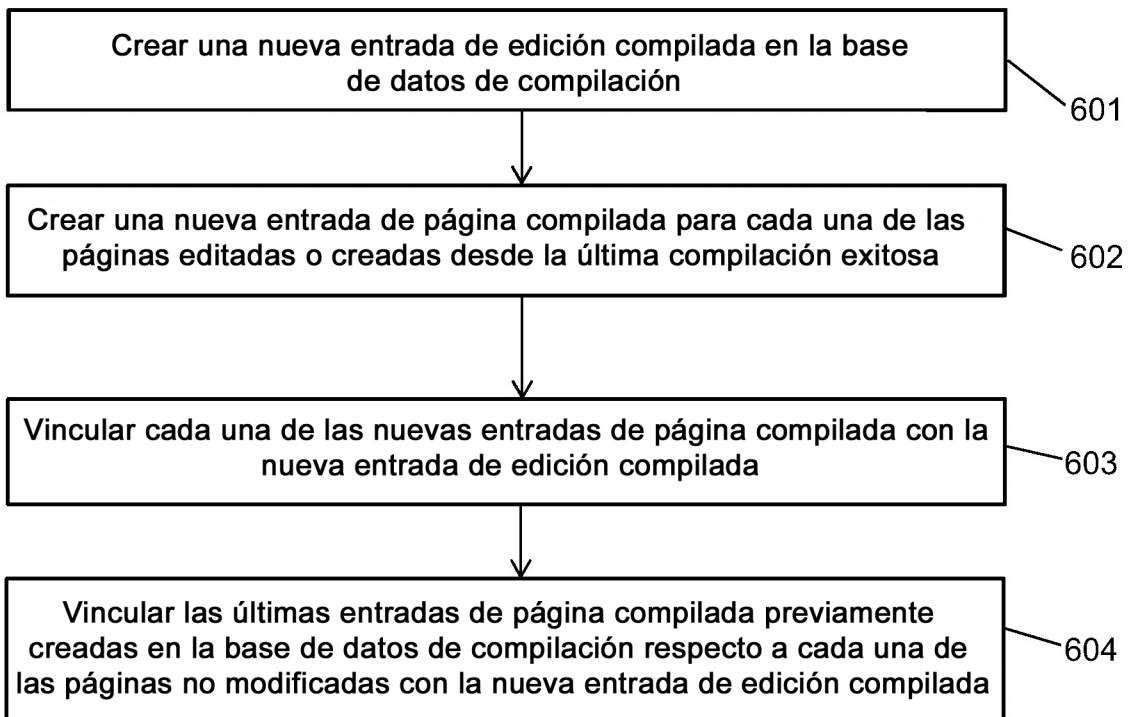 Crear una nueva entrada de edición compilada en la base
de datos de compilación
601
Crear una nueva entrada de página compilada para cada una de las
páginas editadas o creadas desde la última compilación exitosa
602
Vincular cada una de las nuevas entradas de página compilada con la
nueva entrada de edición compilada
603
Vincular las últimas entradas de página compilada previamente
creadas en la base de datos de compilación respecto a cada una de
las páginas no modificadas con la nueva entrada de edición compilada
604